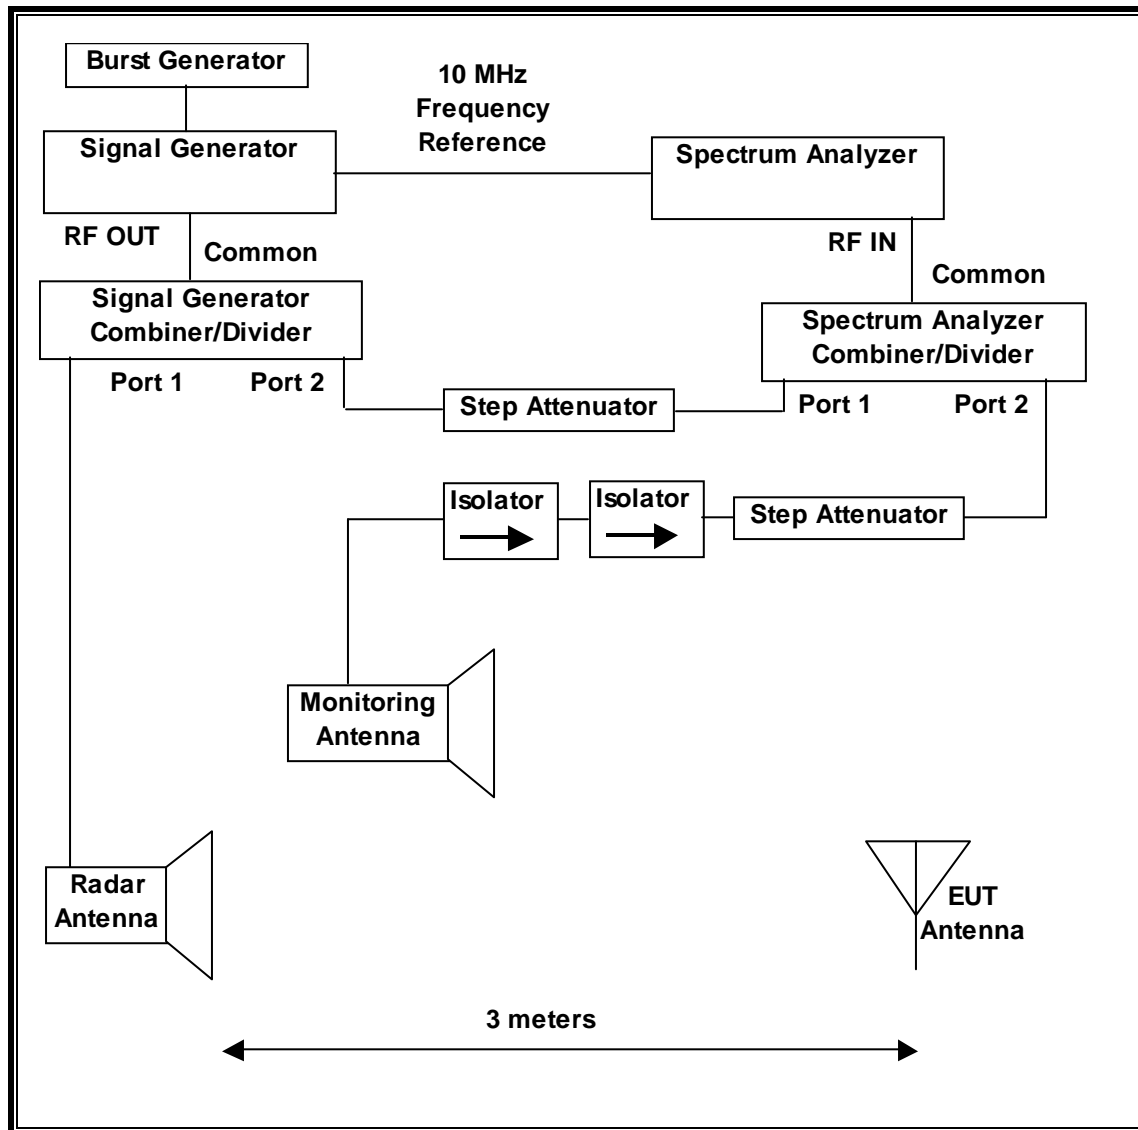 Burst Generator
10 MHz
Frequency
Reference
Signal Generator
Spectrum Analyzer
RF OUT
Common
RF IN
Common
Signal Generator
Combiner/Divider
Spectrum Analyzer
Combiner/Divider
Port 1
Port 2
Step Attenuator
Port 1
Port 2
Isolator
Isolator
Step Attenuator
Monitoring
Antenna
Radar
Antenna
EUT
Antenna
3 meters